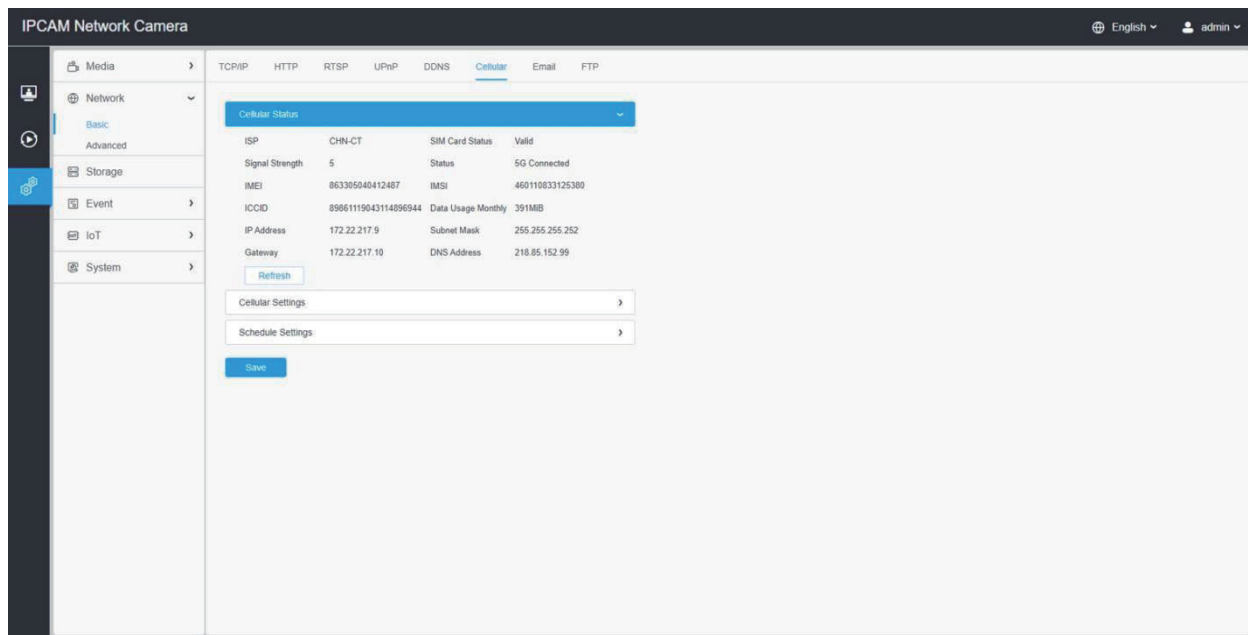 IPCAM Network Camera
English
admin
Media
Network
Basic
Advanced
Storage
Event
IoT
System
TCP/IP HTTP RTSP UPnP DDNS Cellular Email FTP
Cellular Status
ISP CHN-CT SIM Card Status Valid
Signal Strength 5 Status 5G Connected
IMEI 863305040412487 IMSI 460110833125380
ICCID 89861119043114896944 Data Usage Monthly 391MiB
IP Address 172.22.217.9 Subnet Mask 255.255.255.252
Gateway 172.22.217.10 DNS Address 218.85.152.99
Refresh
Cellular Settings
Schedule Settings
Save